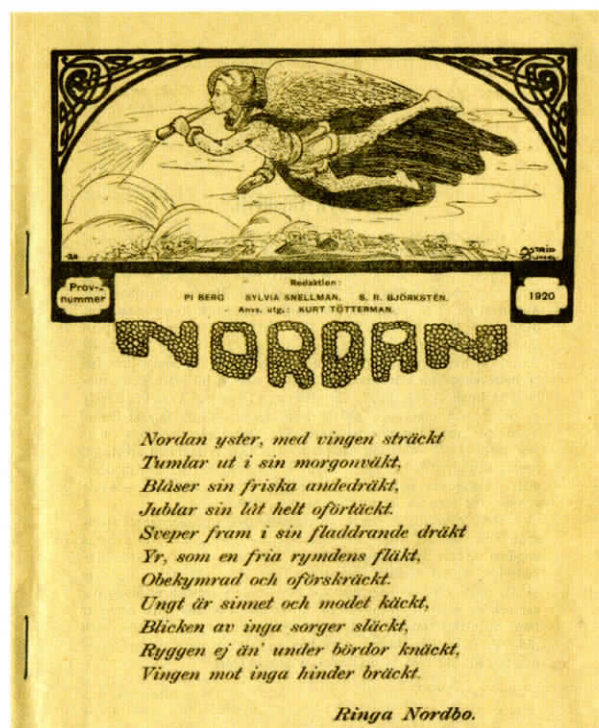 -20
ASTRID
Prov-
nummer
Redaktion:
PI BERG SYLVIA SNELLMAN. S. R. BJÖRKSTÉN.
Ansv. utg.: KURT TÖTTERMAN.
1920
NORDAN
Nordan yster, med vingen sträckt
Tumlar ut i sin morgonväkt,
Blåser sin friska andedräkt,
Jublar sin låt helt oförtäckt.
Sveper fram i sin fladdrande dräkt
Yr, som en fria rymdens fläkt,
Obekymrad och oförskräckt.
Ungt är sinnet och modet käckt,
Blicken av inga sorger släckt,
Ryggen ej än' under bördor knäckt,
Vingen mot inga hinder bräckt.
Ringa Nordbo.